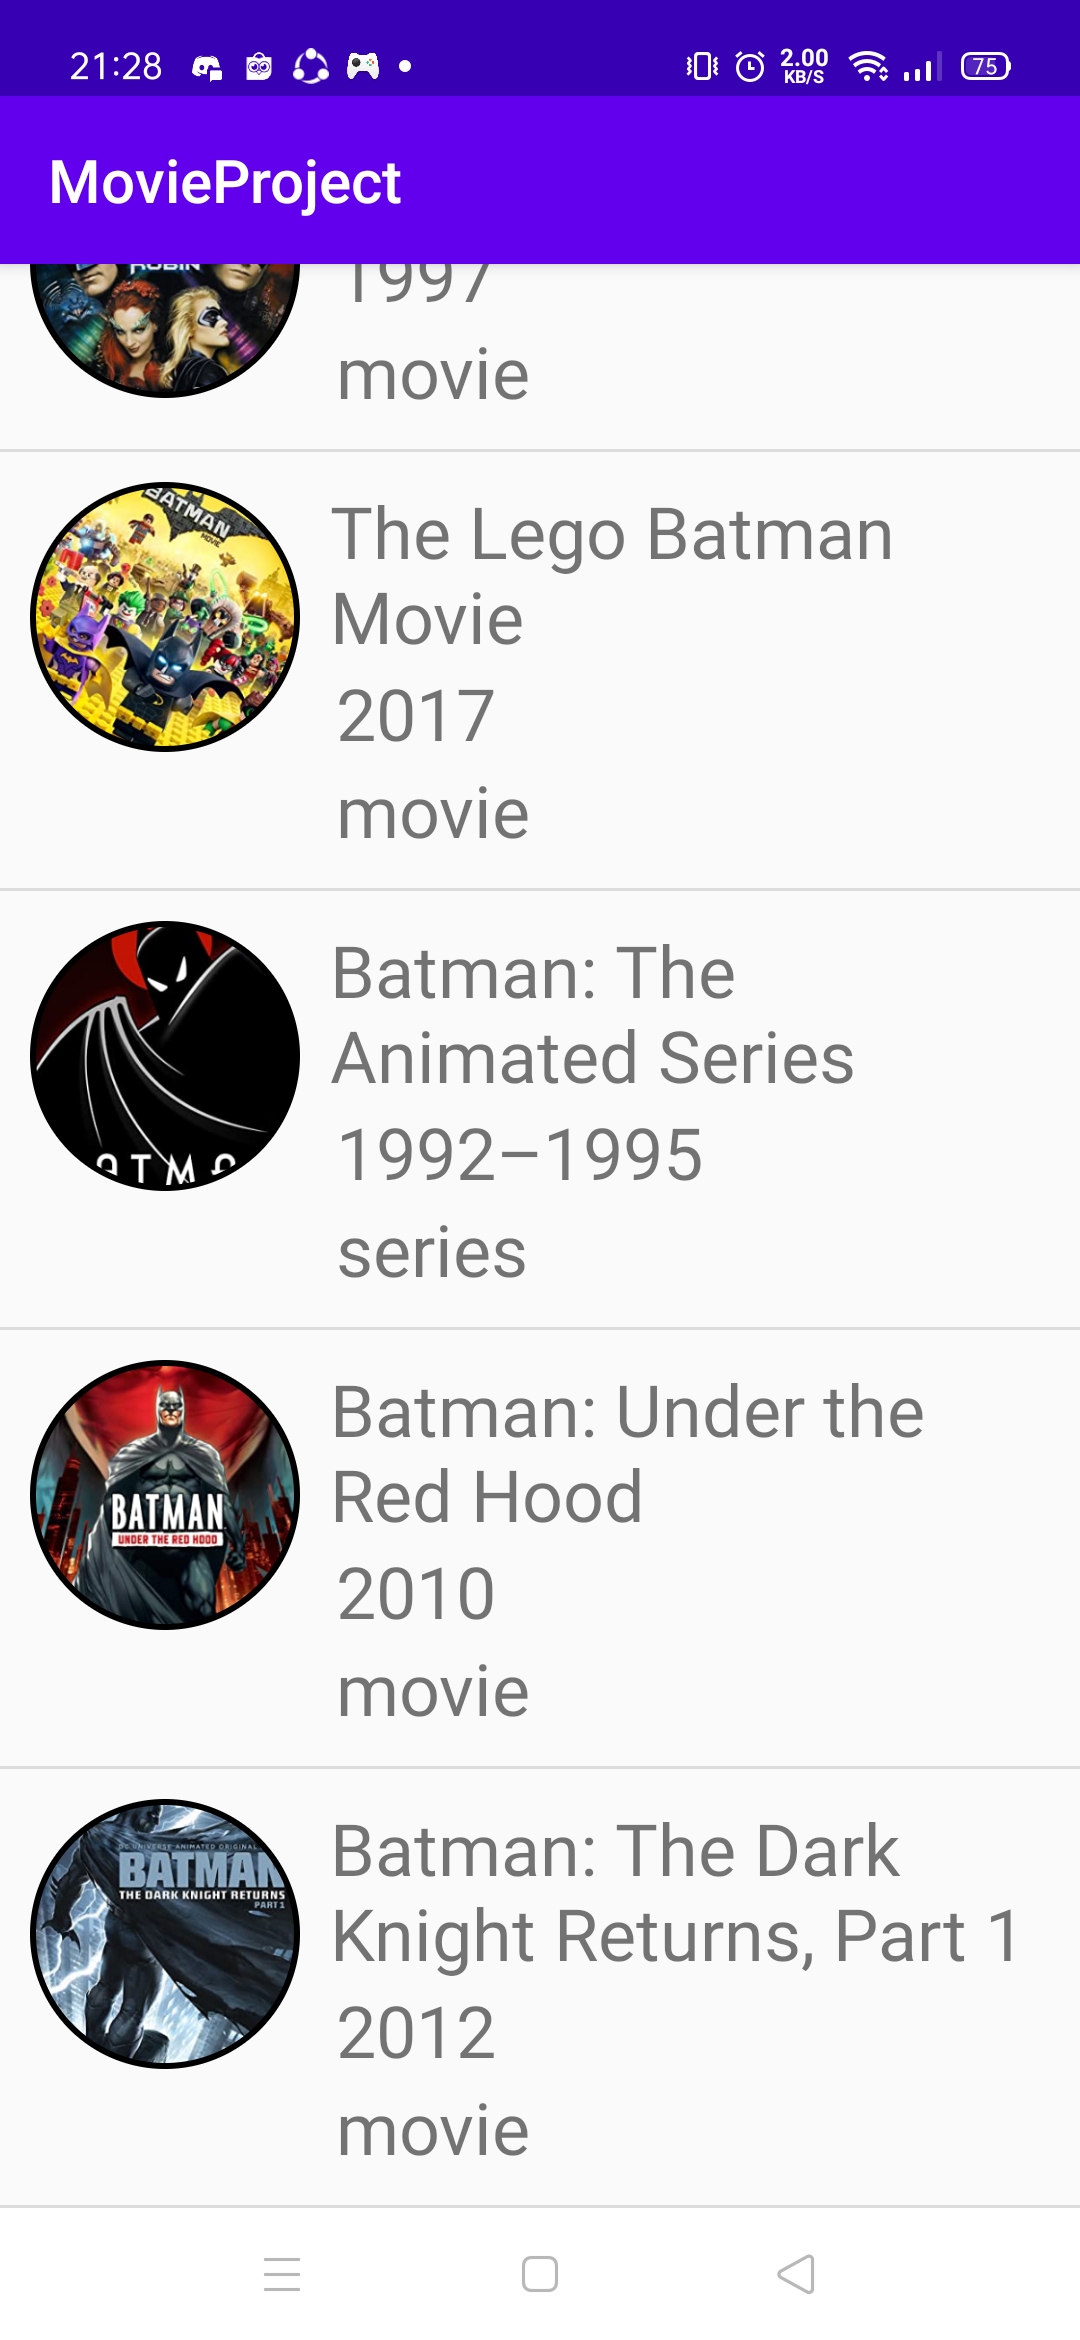 21:28
2.00
KB/S
75
MovieProject
ROBIN
1997
movie
BATMAN
MOVIE
The Lego Batman
Movie
2017
movie
ATMA
Batman: The
Animated Series
1992–1995
series
BATMAN
UNDER THE RED HOOD
Batman: Under the
Red Hood
2010
movie
DC UNIVERSE ANIMATED ORIGINAL
BATMAN
THE DARK KNIGHT RETURNS
PART 1
Batman: The Dark
Knight Returns, Part 1
2012
movie